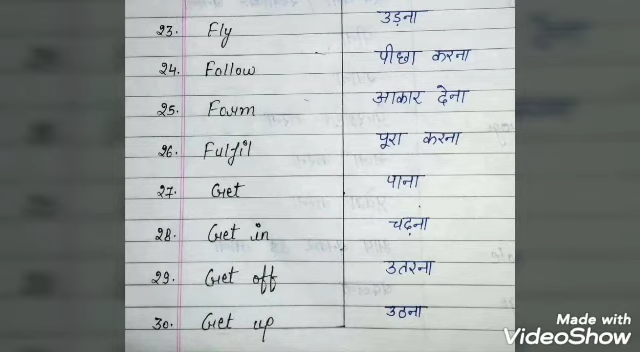 23. Fly उड़ना
24. Follow पीछा करना
25. Form आकार देना
26. Fulfil पूरा करना
27. Get पाना
28. Get in चढ़ना
29. Get off उतरना
30. Get up उठना
Made with
VideoShow